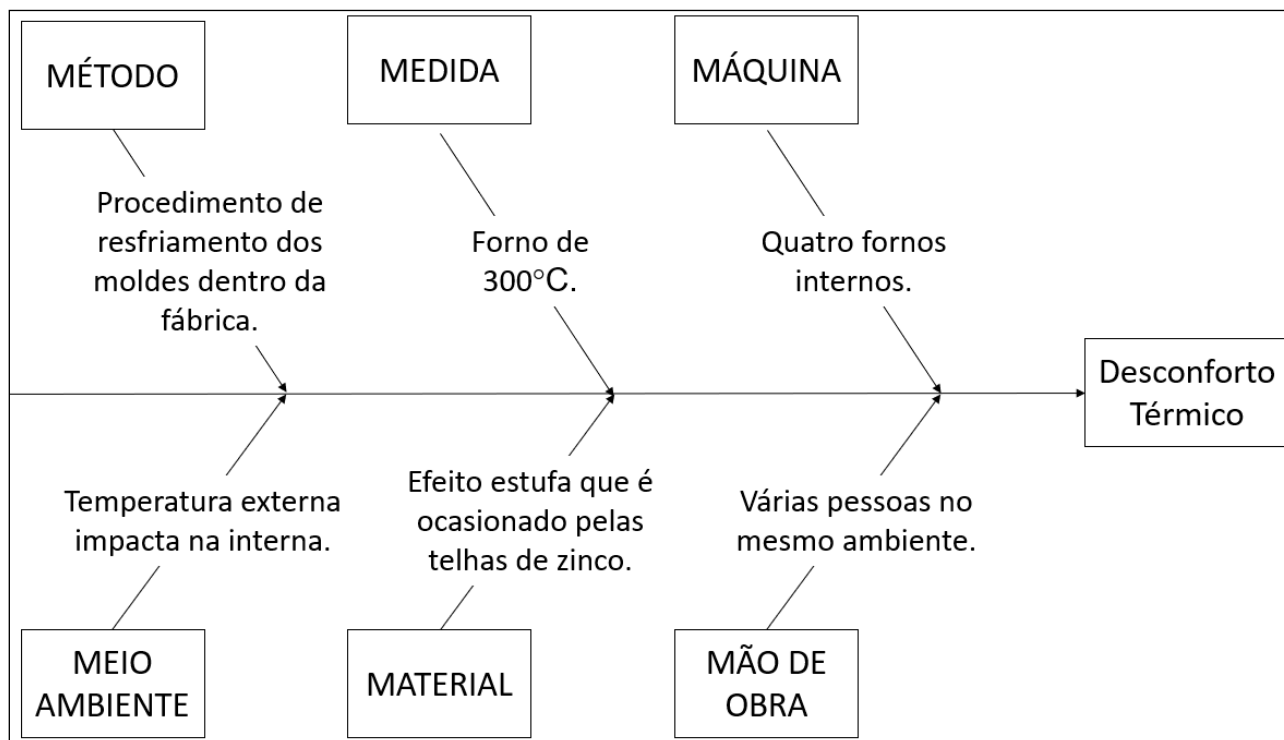 MÉTODO
MEDIDA
MÁQUINA
Procedimento de
resfriamento dos
moldes dentro da
fábrica.
Forno de
300°C.
Quatro fornos
internos.
Desconforto
Térmico
Temperatura externa
impacta na interna.
Efeito estufa que é
ocasionado pelas
telhas de zinco.
Várias pessoas no
mesmo ambiente.
MEIO
AMBIENTE
MATERIAL
MÃO DE
OBRA